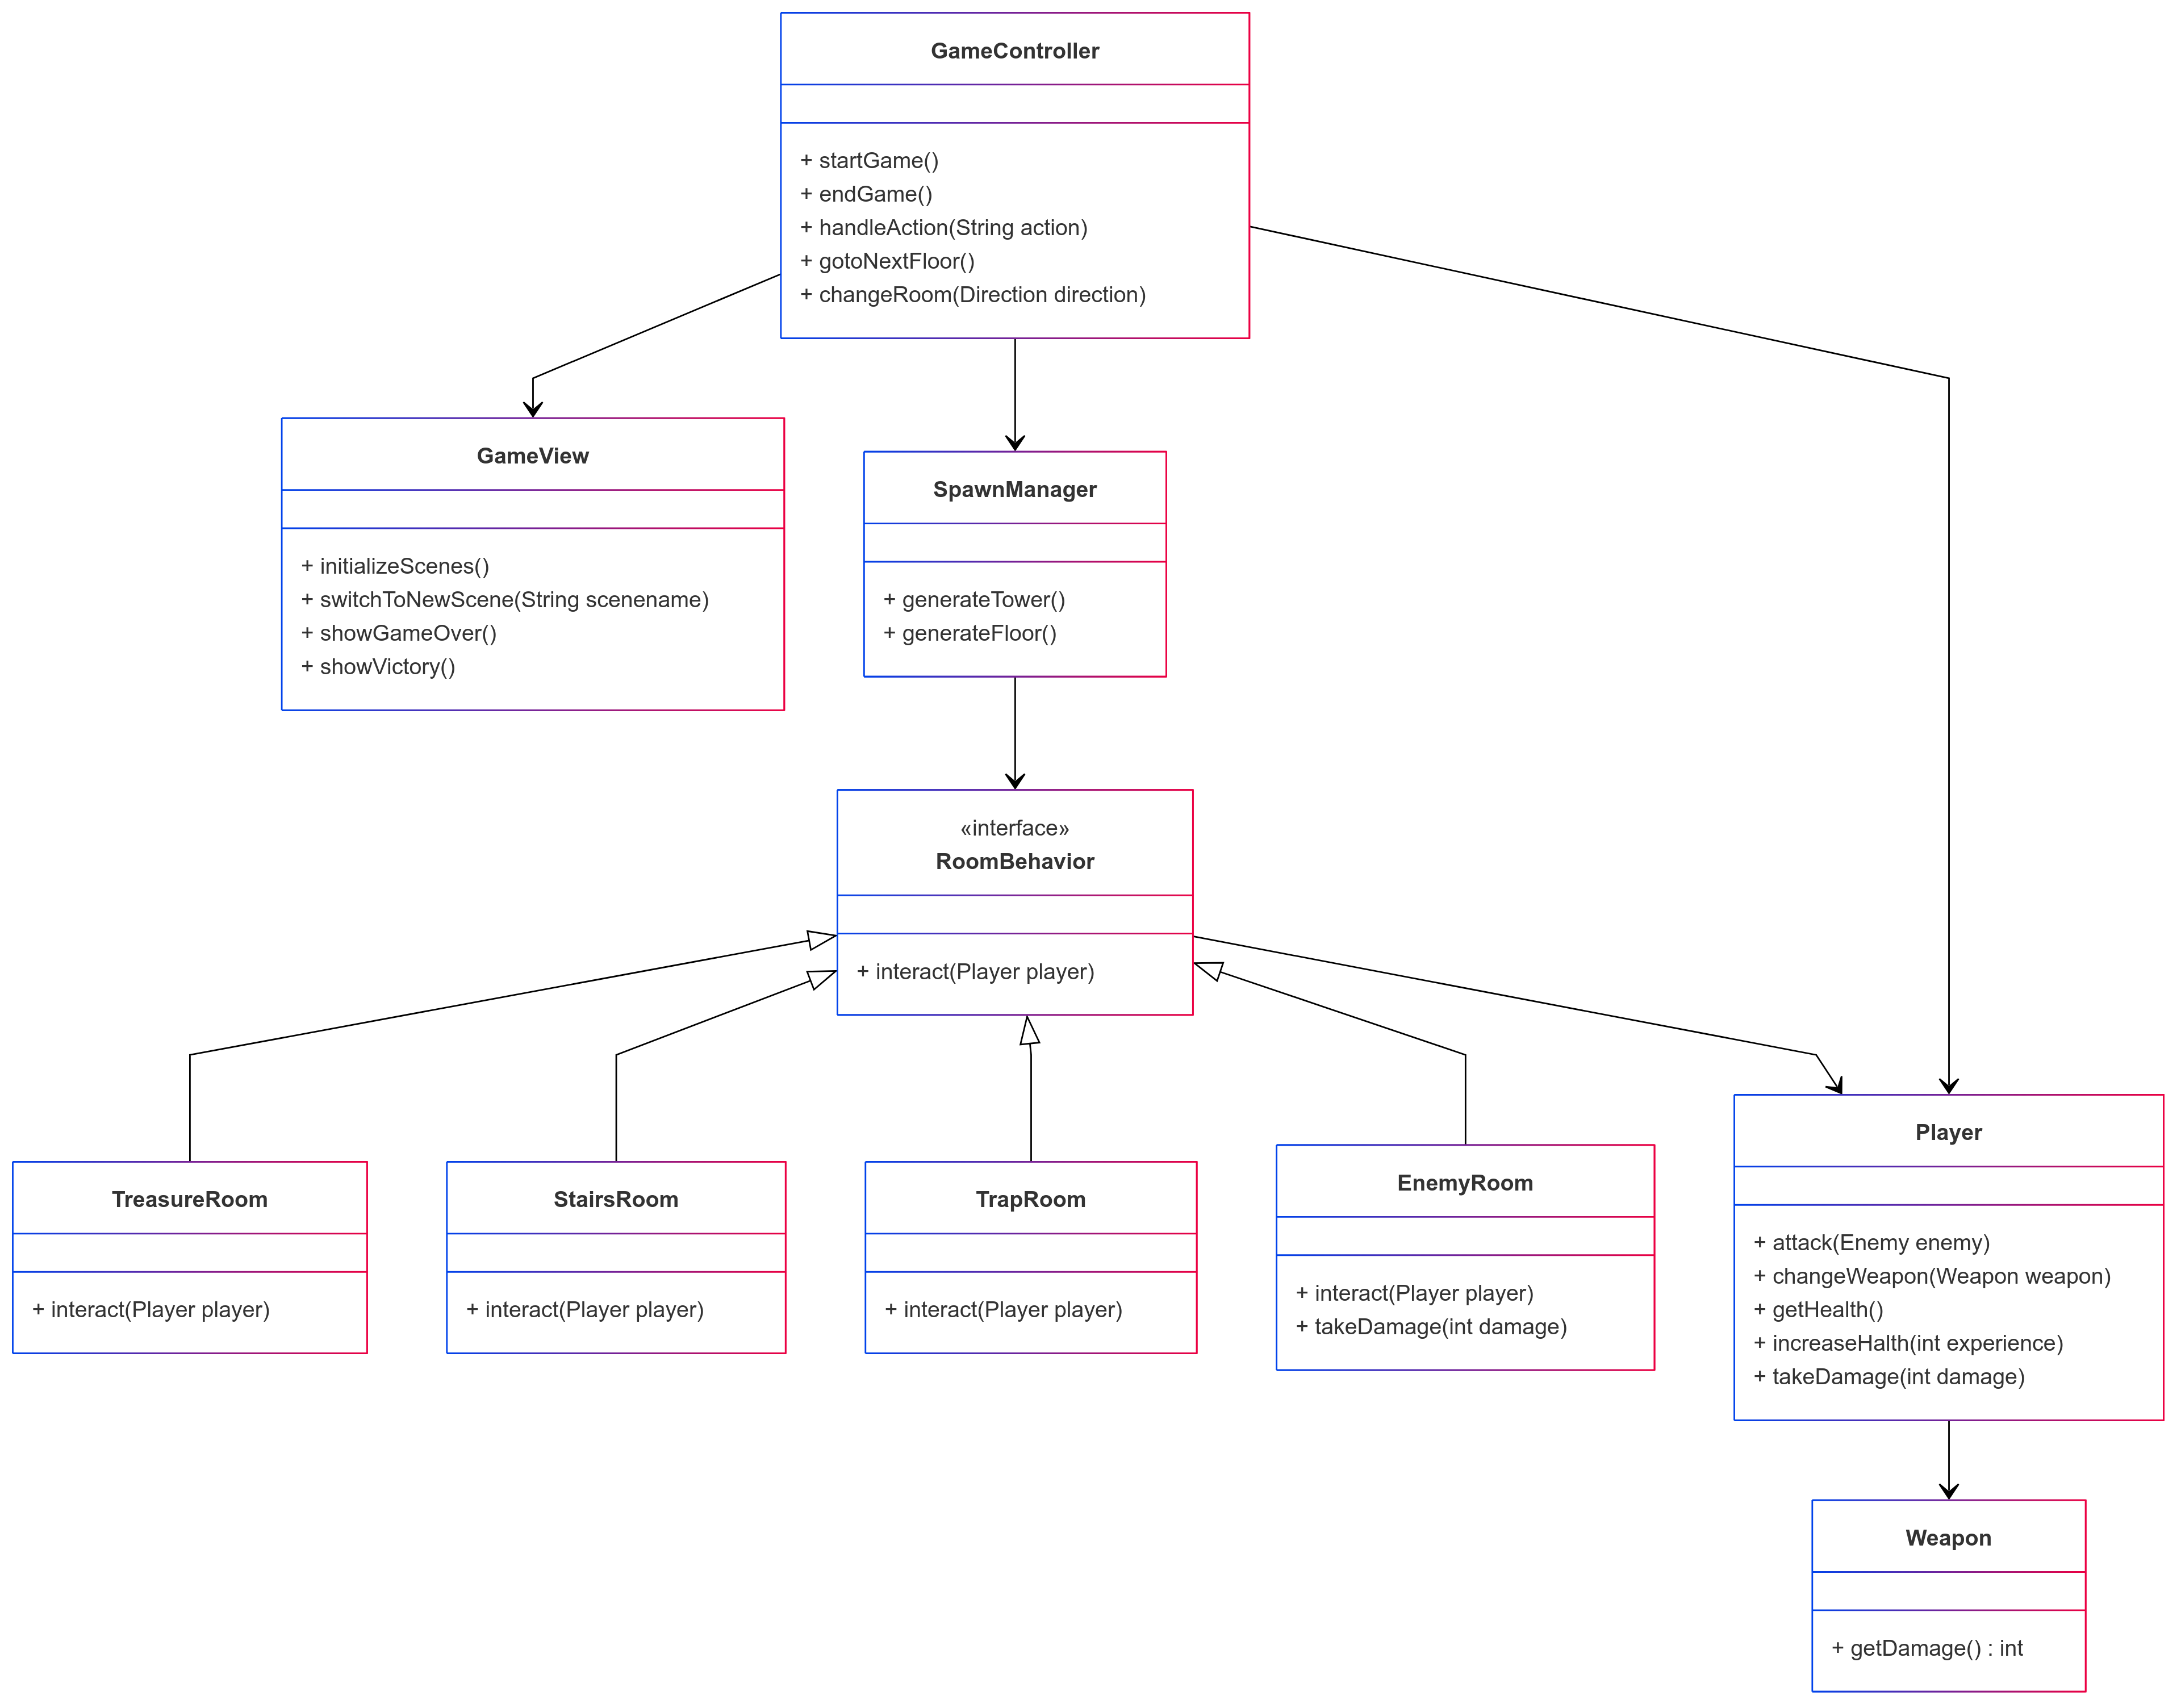 GameController
+ startGame()
+ endGame()
+ handleAction(String action)
+ gotoNextFloor()
+ changeRoom(Direction direction)
GameView
+ initializeScenes()
+ switchToNewScene(String scenename)
+ showGameOver()
+ showVictory()
SpawnManager
+ generateTower()
+ generateFloor()
«interface»
RoomBehavior
+ interact(Player player)
TreasureRoom
+ interact(Player player)
StairsRoom
+ interact(Player player)
TrapRoom
+ interact(Player player)
EnemyRoom
+ interact(Player player)
+ takeDamage(int damage)
Player
+ attack(Enemy enemy)
+ changeWeapon(Weapon weapon)
+ getHealth()
+ increaseHalth(int experience)
+ takeDamage(int damage)
Weapon
+ getDamage() : int